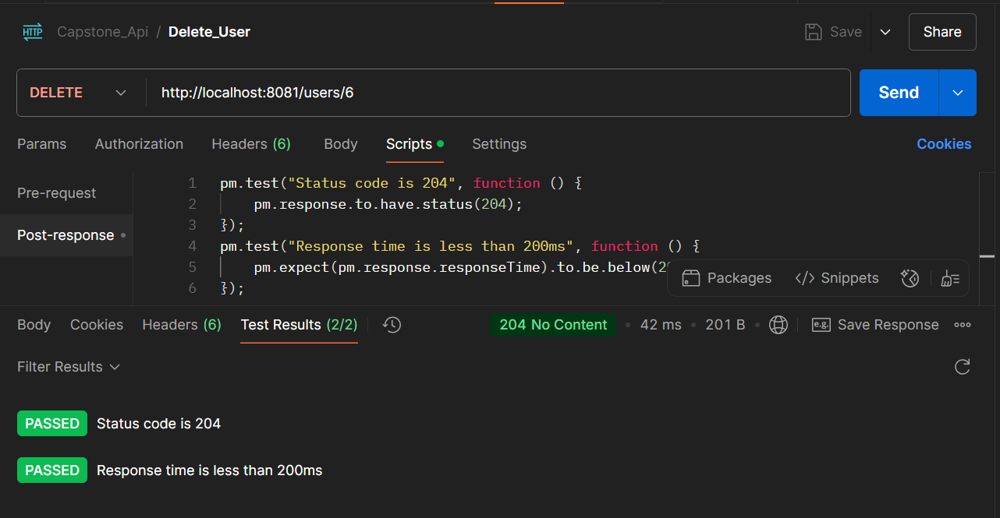 HTTP Capstone_Api / Delete_User Save Share
DELETE http://localhost:8081/users/6 Send
Params Authorization Headers (6) Body Scripts Settings Cookies
Pre-request
Post-response
1 pm.test("Status code is 204", function () {
2 pm.response.to.have.status(204);
3 });
4 pm.test("Response time is less than 200ms", function () {
5 pm.expect(pm.response.responseTime).to.be.below(
6 });
Packages </> Snippets
Body Cookies Headers (6) Test Results (2/2) 204 No Content • 42 ms • 201 B • e.g. Save Response
Filter Results
PASSED Status code is 204
PASSED Response time is less than 200ms